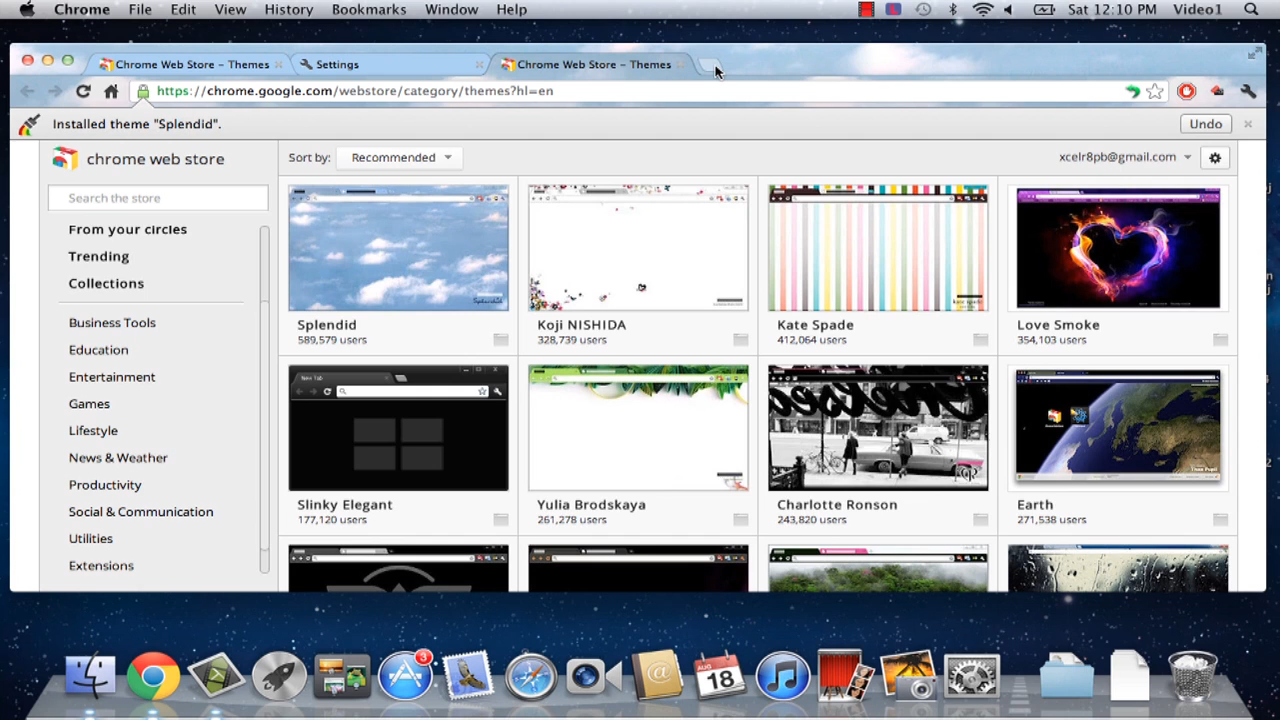 Chrome File Edit View History Bookmarks Window Help Sat 12:10 PM Video1
Chrome Web Store – Themes Settings Chrome Web Store – Themes
https://chrome.google.com/webstore/category/themes?hl=en
Installed theme "Splendid". Undo
chrome web store Sort by: Recommended xcelr8pb@gmail.com
Search the store
From your circles
Trending
Collections
Business Tools
Education
Entertainment
Games
Lifestyle
News & Weather
Productivity
Social & Communication
Utilities
Extensions
Splendid
589,579 users
Koji NISHIDA
328,739 users
Kate Spade
412,064 users
Love Smoke
354,103 users
New Tab
Slinky Elegant
177,120 users
Yulia Brodskaya
261,278 users
Charlotte Ronson
243,820 users
Earth
271,538 users
3
AUG
18